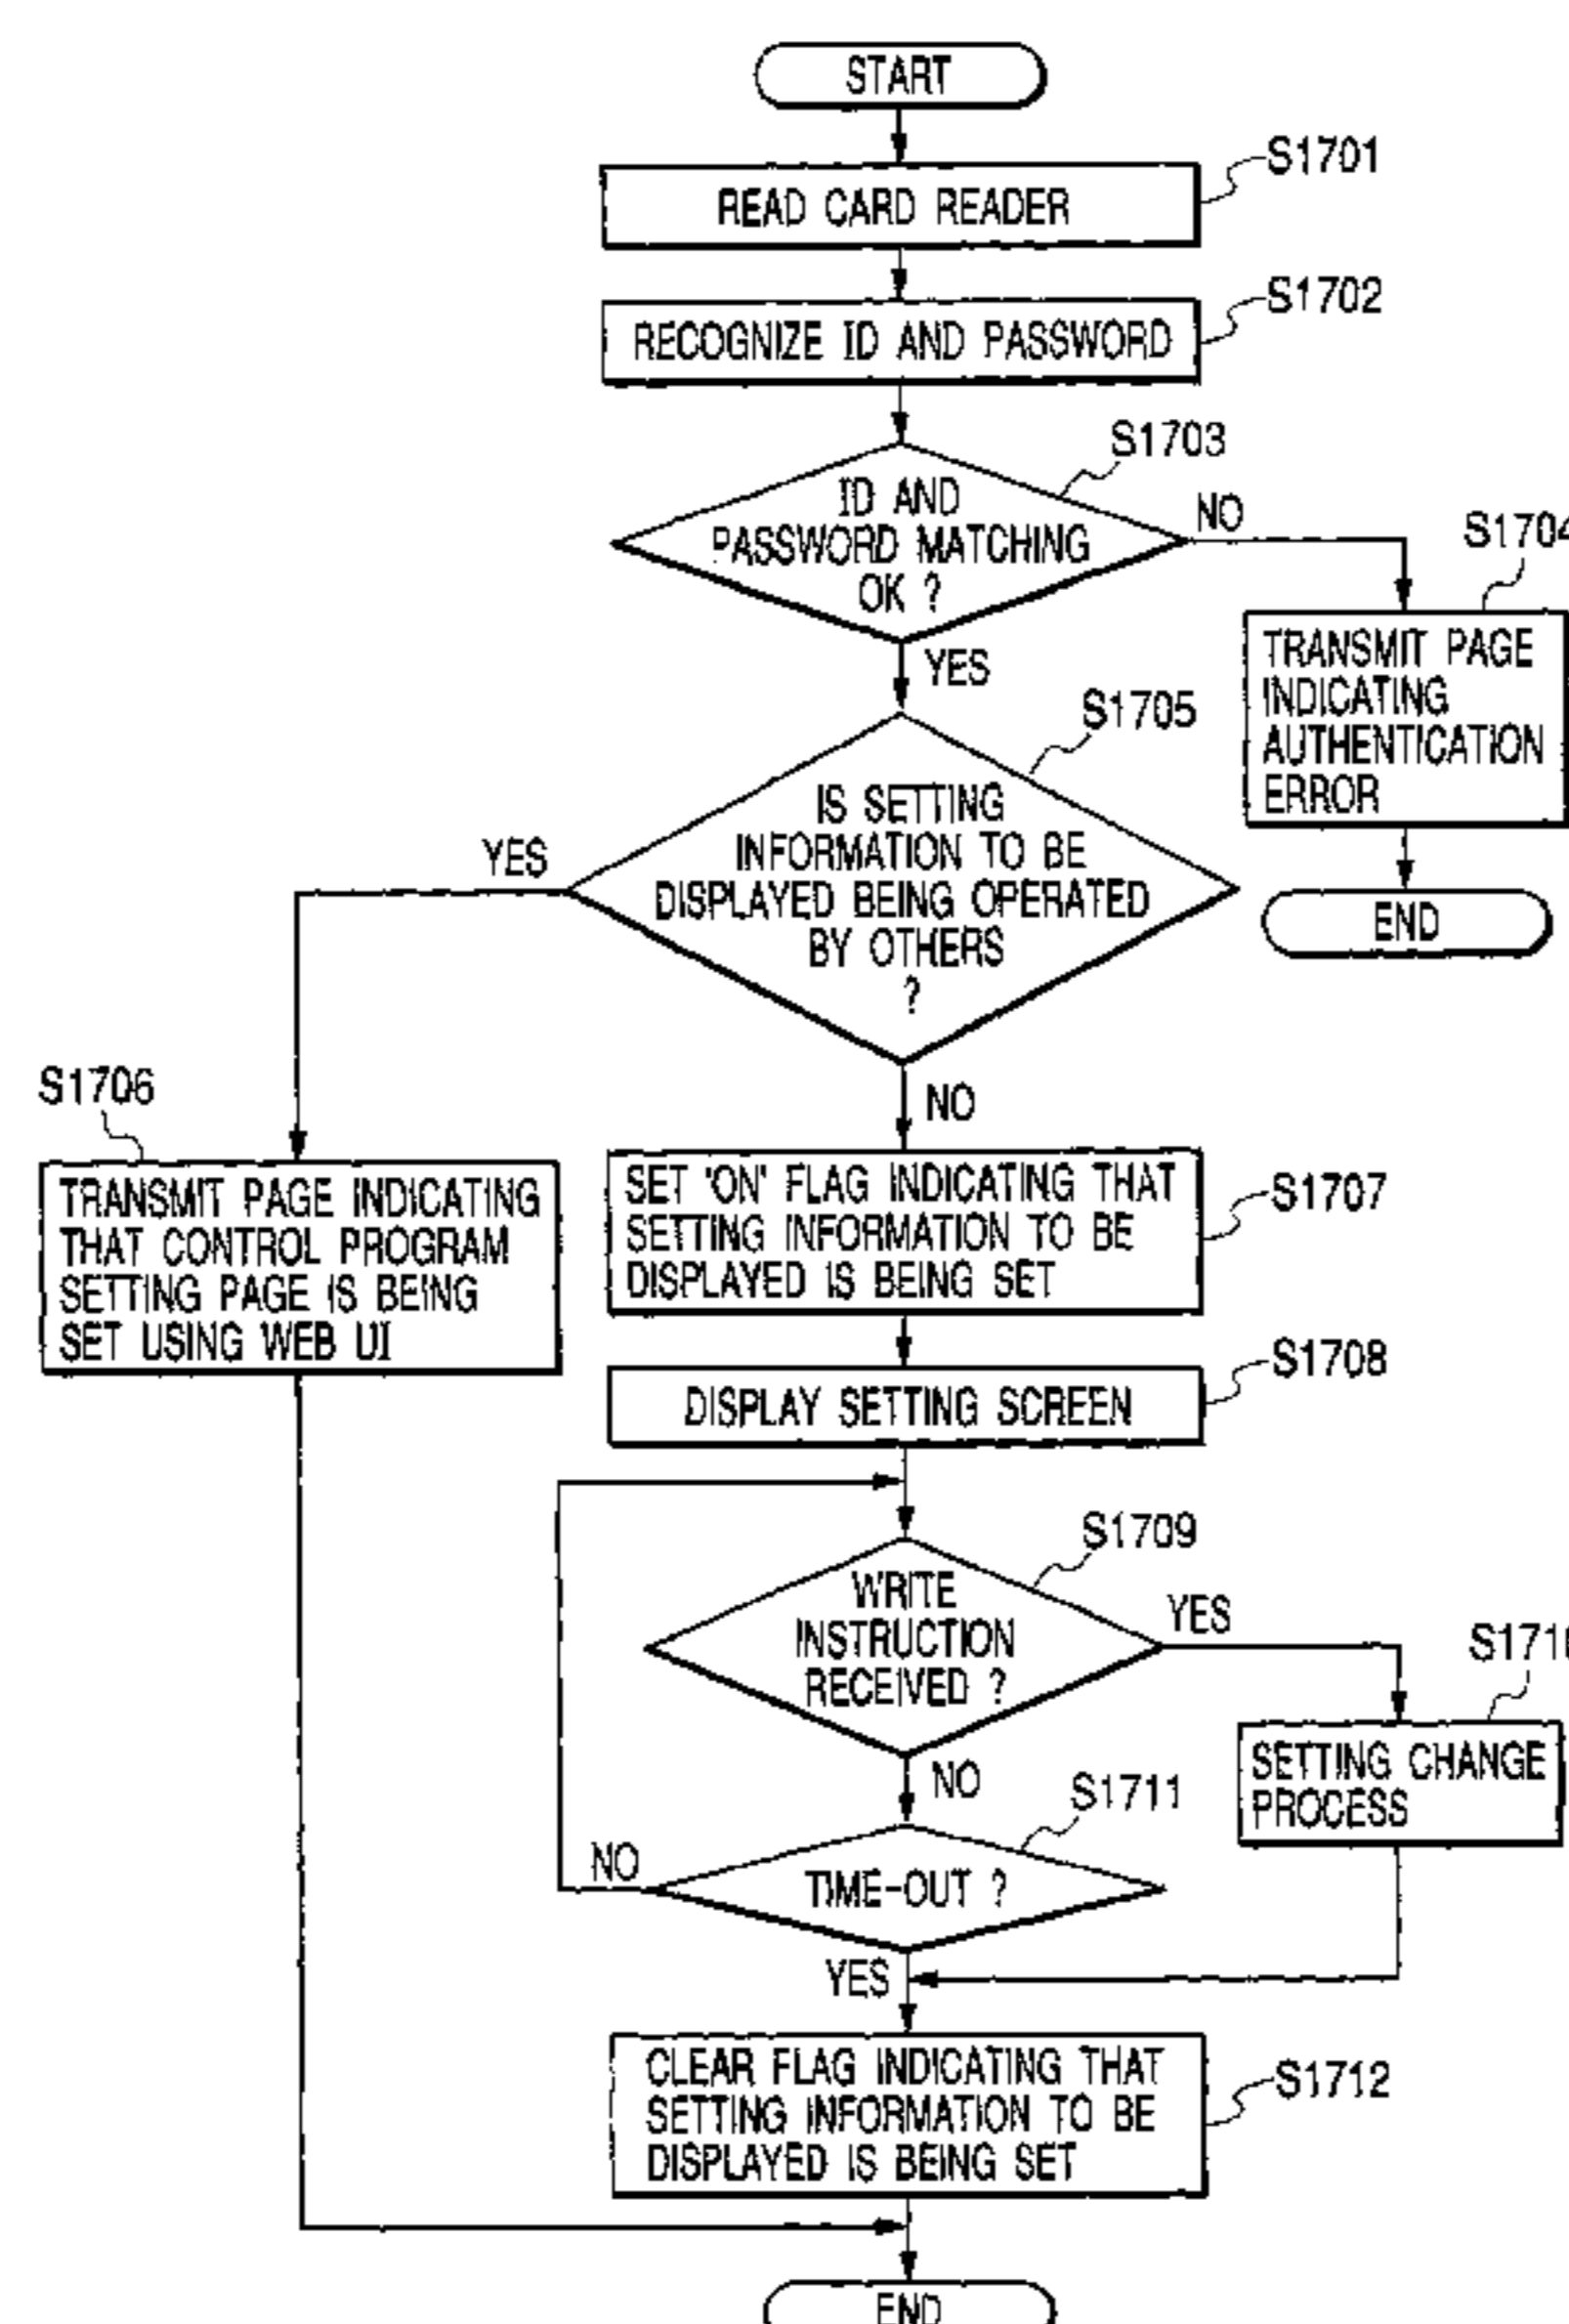 START
S1701
READ CARD READER
S1702
RECOGNIZE ID AND PASSWORD
S1703
ID AND
PASSWORD MATCHING
OK ?
NO
S1704
TRANSMIT PAGE
INDICATING
AUTHENTICATION
ERROR
END
YES
S1705
IS SETTING
INFORMATION TO BE
DISPLAYED BEING OPERATED
BY OTHERS
?
YES
S1706
TRANSMIT PAGE INDICATING
THAT CONTROL PROGRAM
SETTING PAGE IS BEING
SET USING WEB UI
NO
SET 'ON' FLAG INDICATING THAT
SETTING INFORMATION TO BE
DISPLAYED IS BEING SET
S1707
S1708
DISPLAY SETTING SCREEN
S1709
WRITE
INSTRUCTION
RECEIVED ?
YES
S1710
SETTING CHANGE
PROCESS
NO
S1711
TIME-OUT ?
NO
YES
CLEAR FLAG INDICATING THAT
SETTING INFORMATION TO BE
DISPLAYED IS BEING SET
S1712
END